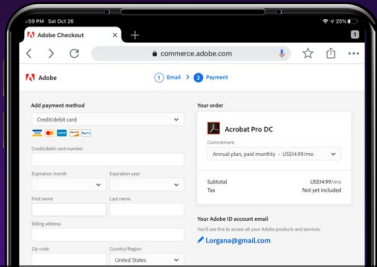 :59 PM Sat Oct 26
25%
Adobe Checkout
1
commerce.adobe.com
Adobe
1 Email > 2 Payment
Add payment method
Your order
Credit/debit card
Acrobat Pro DC
Commitment
Annual plan, paid monthly - US$14.99/mo
Credit/debit card number
Expiration month
Expiration year
Subtotal
US$14.99/mo
Tax
Not yet included
First name
Last name
Your Adobe ID account email
You'll use this to access all your Adobe products and services.
Billing address
Lorgana@gmail.com
Zip code
Country/Region
United States